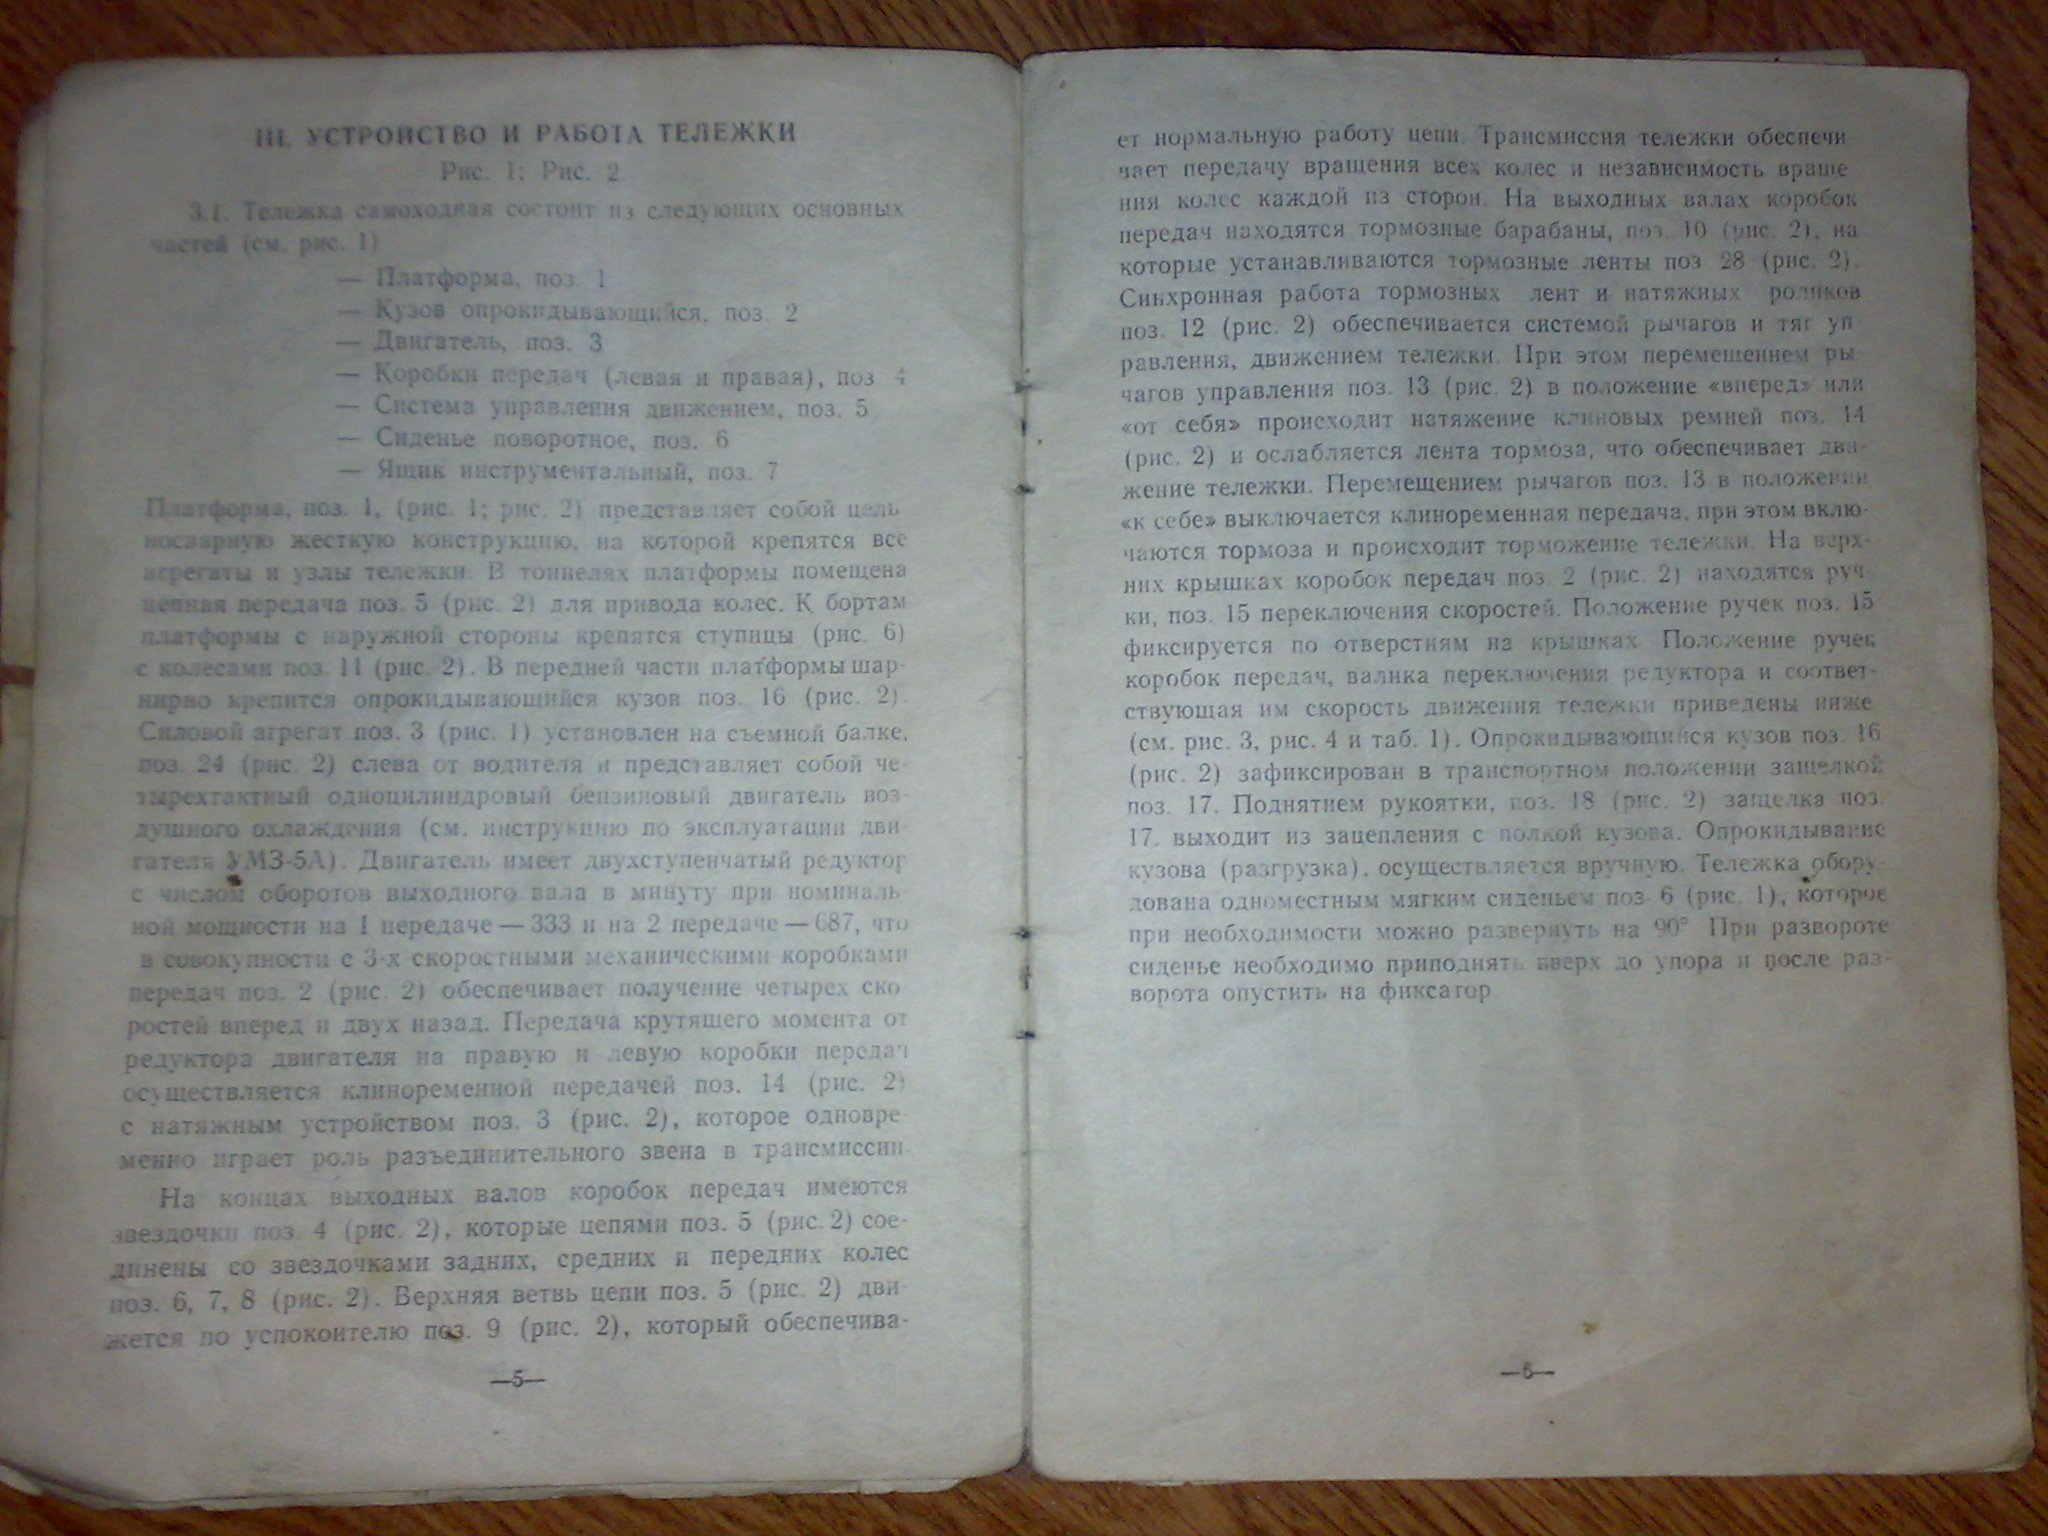 III. УСТРОЙСТВО И РАБОТА ТЕЛЕЖКИ
Рис. 1; Рис. 2
3.1. Тележка самоходная состоит из следующих основных
частей (см. рис. 1)
— Платформа, поз. 1
— Кузов опрокидывающийся, поз. 2
— Двигатель, поз. 3
— Коробки передач (левая и правая), поз. 4
— Система управления движением, поз. 5
— Сиденье поворотное, поз. 6
— Ящик инструментальный, поз. 7
Платформа, поз. 1, (рис. 1; рис. 2) представляет собой цель
носварную жесткую конструкцию, на которой крепятся все
агрегаты и узлы тележки. В тоннелях платформы помещена
цепная передача поз. 5 (рис. 2) для привода колес. К бортам
платформы с наружной стороны крепятся ступицы (рис. 6)
с колесами поз. 11 (рис. 2). В передней части платформы шар-
нирво крепится опрокидывающийся кузов поз. 16 (рис. 2).
Силовой агрегат поз. 3 (рис. 1) установлен на съемной балке,
поз. 24 (рис. 2) слева от водителя и представляет собой че-
тырехтактный одноцилиндровый бензиновый двигатель воз-
душного охлаждения (см. инструкцию по эксплуатации дви-
гателя УМЗ-5А). Двигатель имеет двухступенчатый редуктор
с числом оборотов выходного вала в минуту при номиналь
ной мощности на 1 передаче — 333 и на 2 передаче — 687, что
в совокупности с 3-х скоростными механическими коробками
передач поз. 2 (рис. 2) обеспечивает получение четырех ско
ростей вперед и двух назад. Передача крутящего момента от
редуктора двигателя на правую и левую коробки передач
осуществляется клиноременной передачей поз. 14 (рис. 2)
с натяжным устройством поз. 3 (рис. 2), которое одновре-
менно играет роль разъединительного звена в трансмиссии.
На концах выходных валов коробок передач имеются
звездочки поз. 4 (рис. 2), которые цепями поз. 5 (рис. 2) сое-
динены со звездочками задних, средних и передних колес
поз. 6, 7, 8 (рис. 2). Верхняя ветвь цепи поз. 5 (рис. 2) дви-
жется по успокоителю поз. 9 (рис. 2), который обеспечива-
—5—
ет нормальную работу цепи. Трансмиссия тележки обеспечи
чает передачу вращения всех колес и независимость враще
ния колес каждой из сторон. На выходных валах коробок
передач находятся тормозные барабаны, поз. 10 (рис. 2), на
которые устанавливаются тормозные ленты поз 28 (рис. 2).
Синхронная работа тормозных лент и натяжных роликов
поз. 12 (рис. 2) обеспечивается системой рычагов и тяг уп
равления, движением тележки. При этом перемещением ры
чагов управления поз. 13 (рис. 2) в положение «вперед» или
«от себя» происходит натяжение клиновых ремней поз. 14
(рис. 2) и ослабляется лента тормоза, что обеспечивает дви-
жение тележки. Перемещением рычагов поз. 13 в положении
«к себе» выключается клиноременная передача, при этом вклю-
чаются тормоза и происходит торможение тележки. На верх-
них крышках коробок передач поз. 2 (рис. 2) находятся руч-
ки, поз. 15 переключения скоростей. Положение ручек поз. 15
фиксируется по отверстиям на крышках. Положение ручек
коробок передач, валика переключения редуктора и соответ-
ствующая им скорость движения тележки приведены ниже
(см. рис. 3, рис. 4 и таб. 1). Опрокидывающийся кузов поз. 16
(рис. 2) зафиксирован в транспортном положении защелкой
поз. 17. Поднятием рукоятки, поз. 18 (рис. 2) защелка поз.
17. выходит из зацепления с полкой кузова. Опрокидывание
кузова (разгрузка), осуществляется вручную. Тележка обору-
дована одноместным мягким сиденьем поз. 6 (рис. 1), которое
при необходимости можно развернуть на 90° При развороте
сиденье необходимо приподнять вверх до упора и после раз-
ворота опустить на фиксатор
—6—